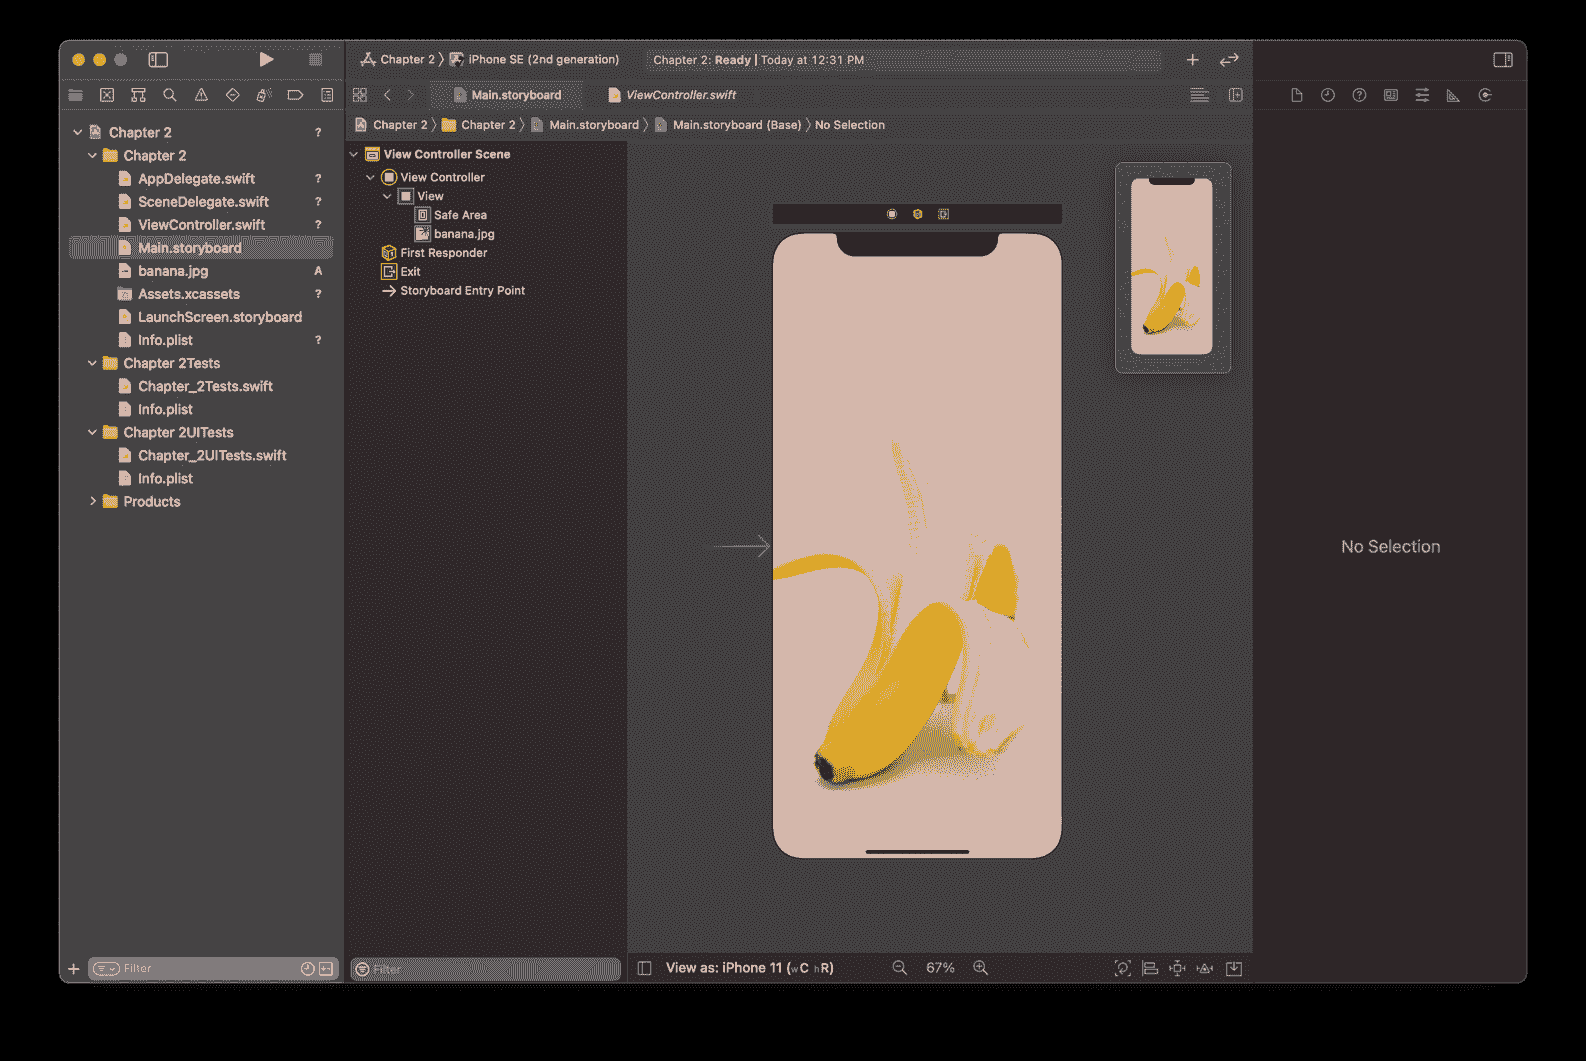 Chapter 2 〉 iPhone SE (2nd generation)
Chapter 2: Ready | Today at 12:31 PM
Main.storyboard
ViewController.swift
Chapter 2 〉 Chapter 2 〉 Main.storyboard 〉 Main.storyboard (Base) 〉 No Selection
Chapter 2 ?
Chapter 2
AppDelegate.swift ?
SceneDelegate.swift ?
ViewController.swift ?
Main.storyboard
banana.jpg A
Assets.xcassets ?
LaunchScreen.storyboard
Info.plist ?
Chapter 2Tests
Chapter_2Tests.swift
Info.plist
Chapter 2UITests
Chapter_2UITests.swift
Info.plist
Products
Filter
View Controller Scene
View Controller
View
Safe Area
banana.jpg
First Responder
Exit
Storyboard Entry Point
Filter
View as: iPhone 11 (wC hR)
67%
No Selection